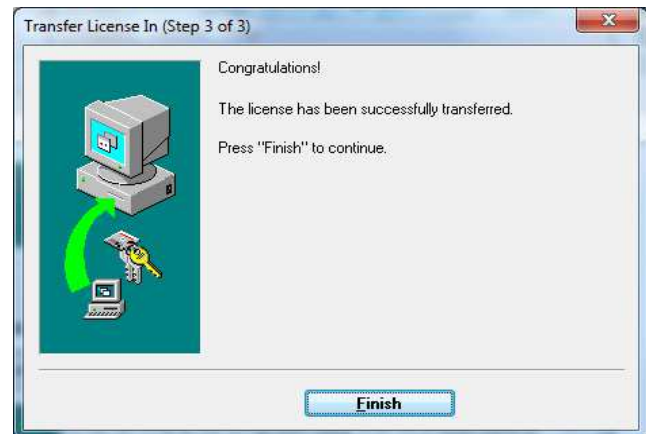 Transfer License In (Step 3 of 3)
Congratulations!
The license has been successfully transferred.
Press "Finish" to continue.
Finish